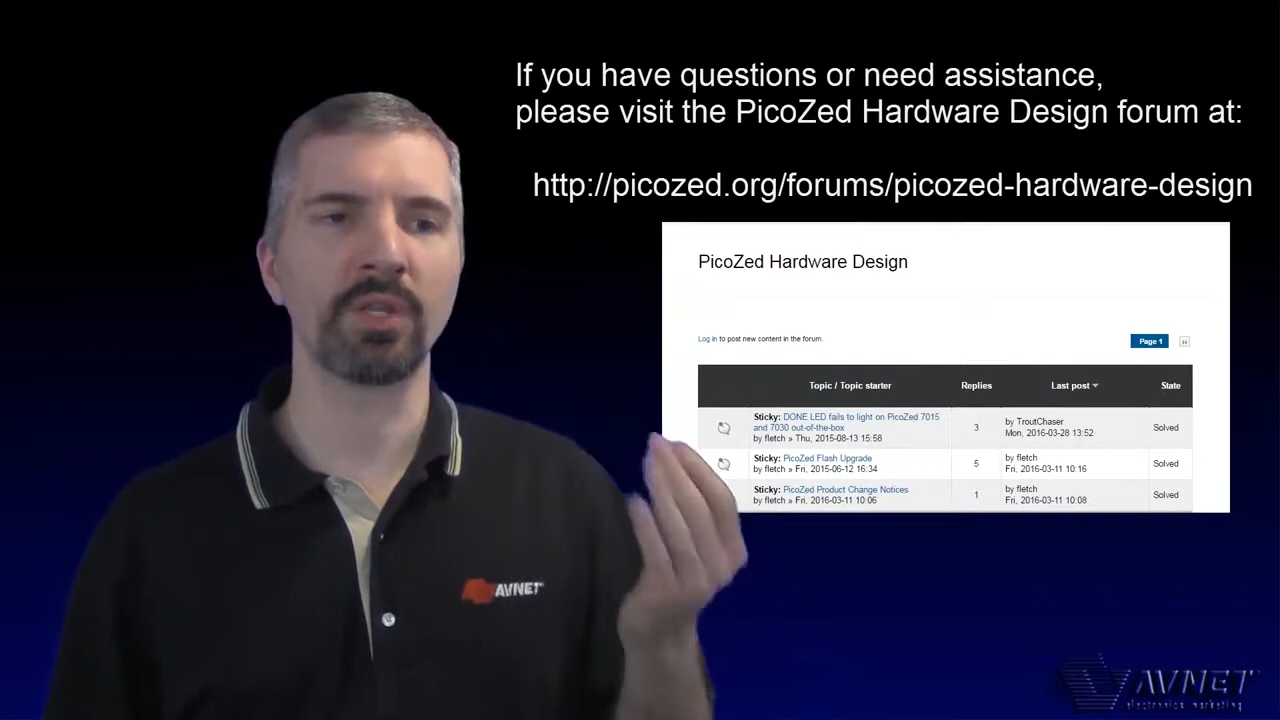 If you have questions or need assistance,
please visit the PicoZed Hardware Design forum at:
http://picozed.org/forums/picozed-hardware-design
PicoZed Hardware Design
Log in to post new content in the forum.
Page 1 »
Topic / Topic starter Replies Last post State
Sticky: DONE LED fails to light on PicoZed 7015
and 7030 out-of-the-box
by fletch » Thu, 2015-08-13 15:58
3
by TroutChaser
Mon, 2016-03-28 13:52
Solved
Sticky: PicoZed Flash Upgrade
by fletch » Fri, 2015-06-12 16:34
5
by fletch
Fri, 2016-03-11 10:16
Solved
Sticky: PicoZed Product Change Notices
by fletch » Fri, 2016-03-11 10:06
1
by fletch
Fri, 2016-03-11 10:08
Solved
AVNET
AVNET
electronics marketing